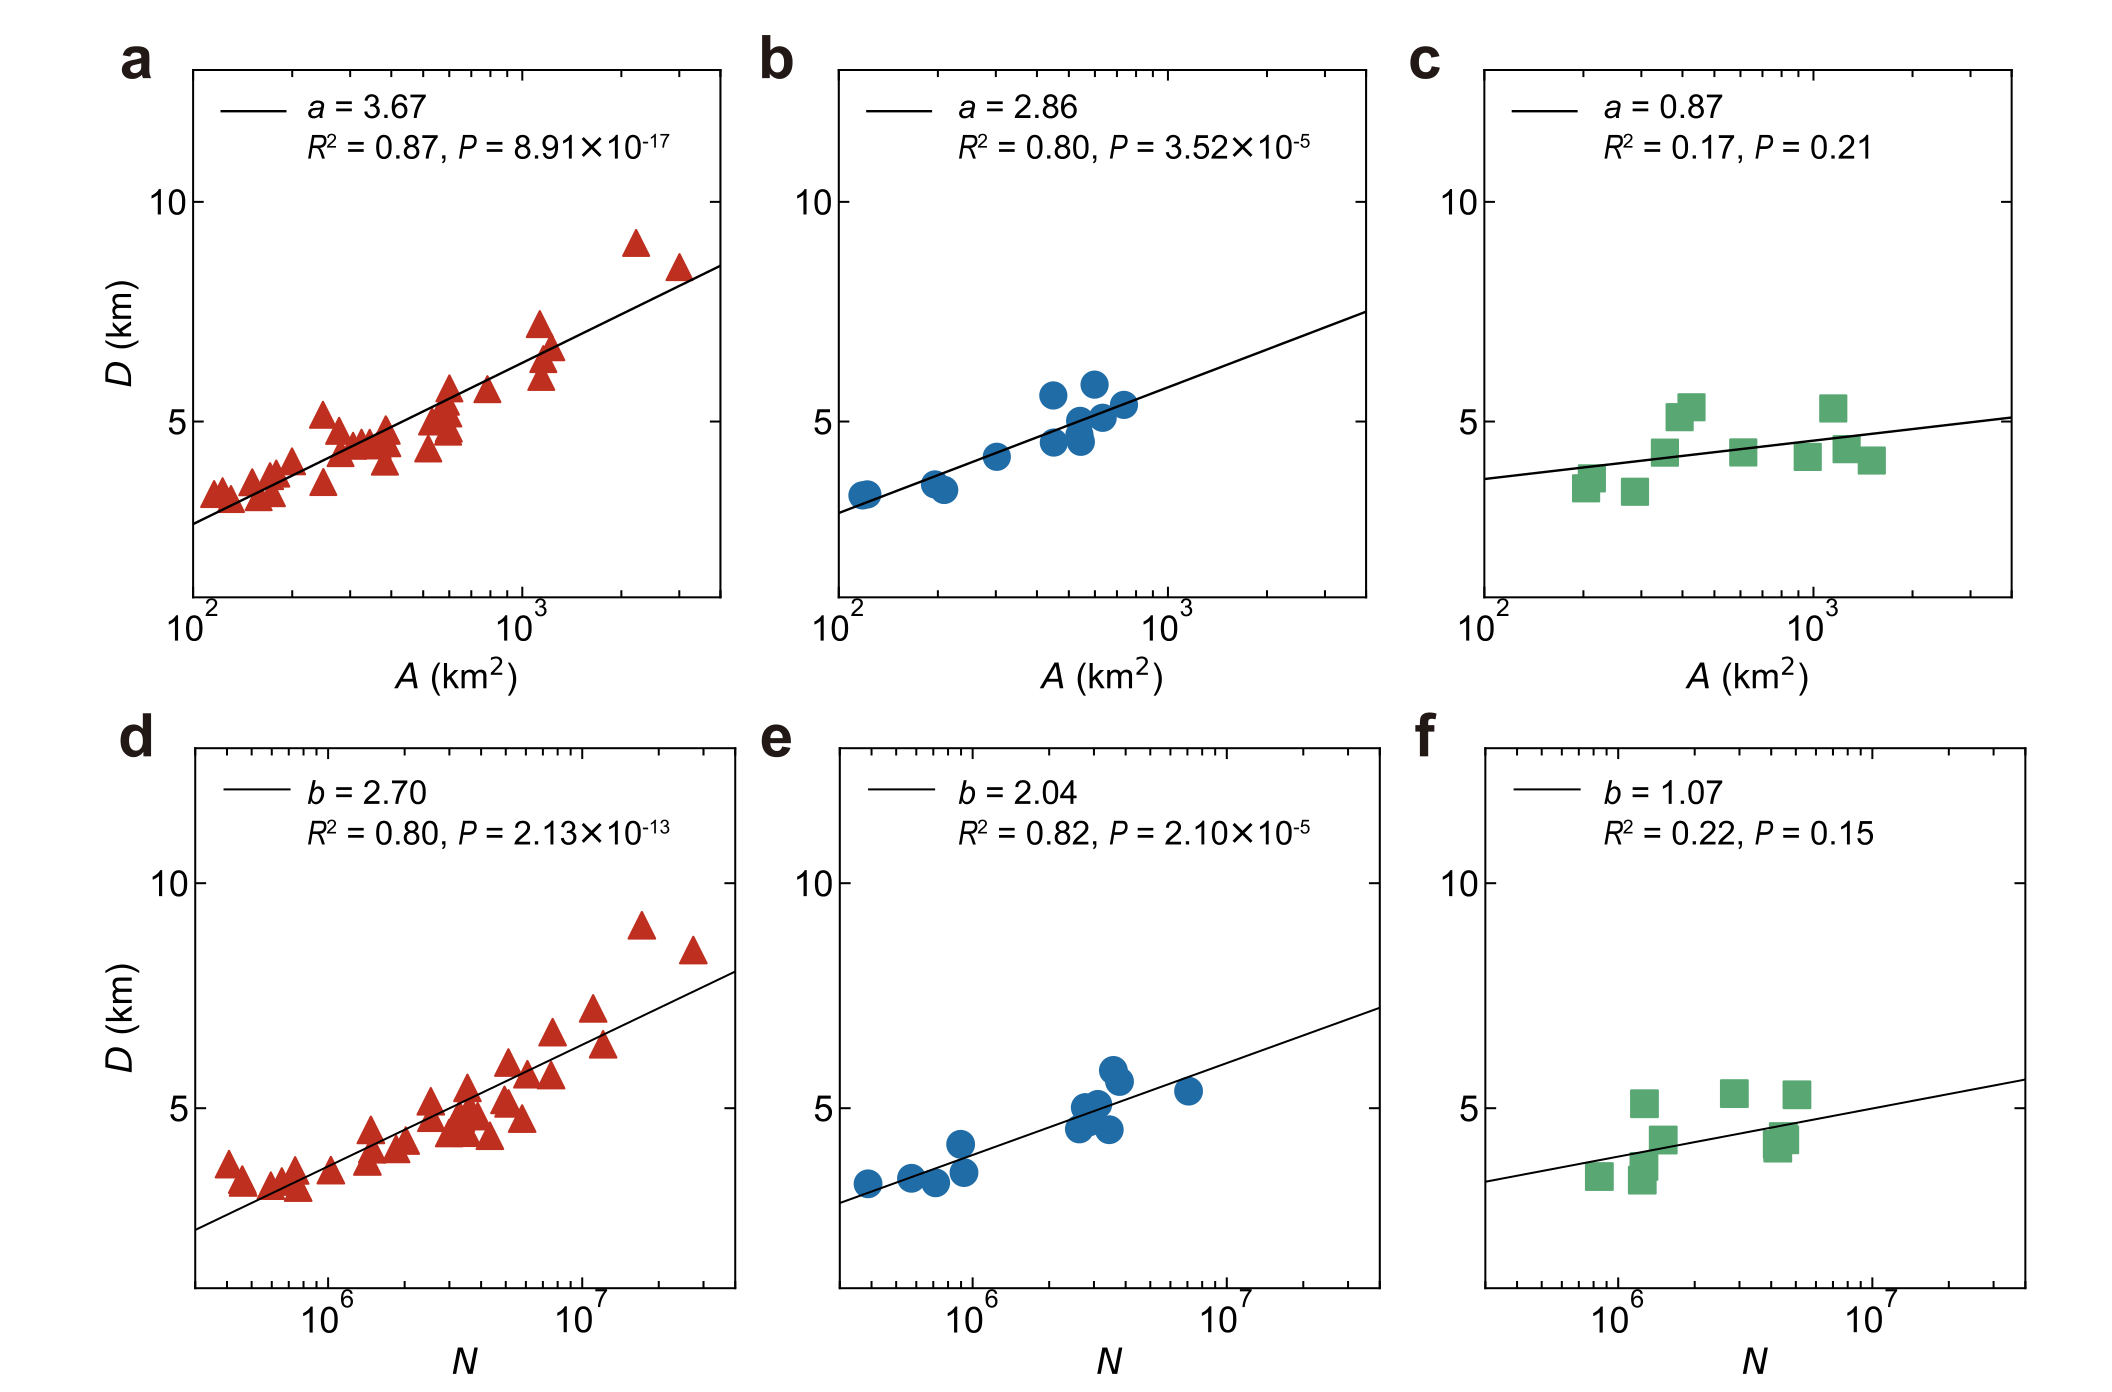 a
b
c
a = 3.67
R² = 0.87, P = 8.91×10⁻¹⁷
a = 2.86
R² = 0.80, P = 3.52×10⁻⁵
a = 0.87
R² = 0.17, P = 0.21
10
5
D (km)
10² 10³
A (km²)
10
5
10² 10³
A (km²)
10
5
10² 10³
A (km²)
d
e
f
b = 2.70
R² = 0.80, P = 2.13×10⁻¹³
b = 2.04
R² = 0.82, P = 2.10×10⁻⁵
b = 1.07
R² = 0.22, P = 0.15
10
5
D (km)
10⁶ 10⁷
N
10
5
10⁶ 10⁷
N
10
5
10⁶ 10⁷
N